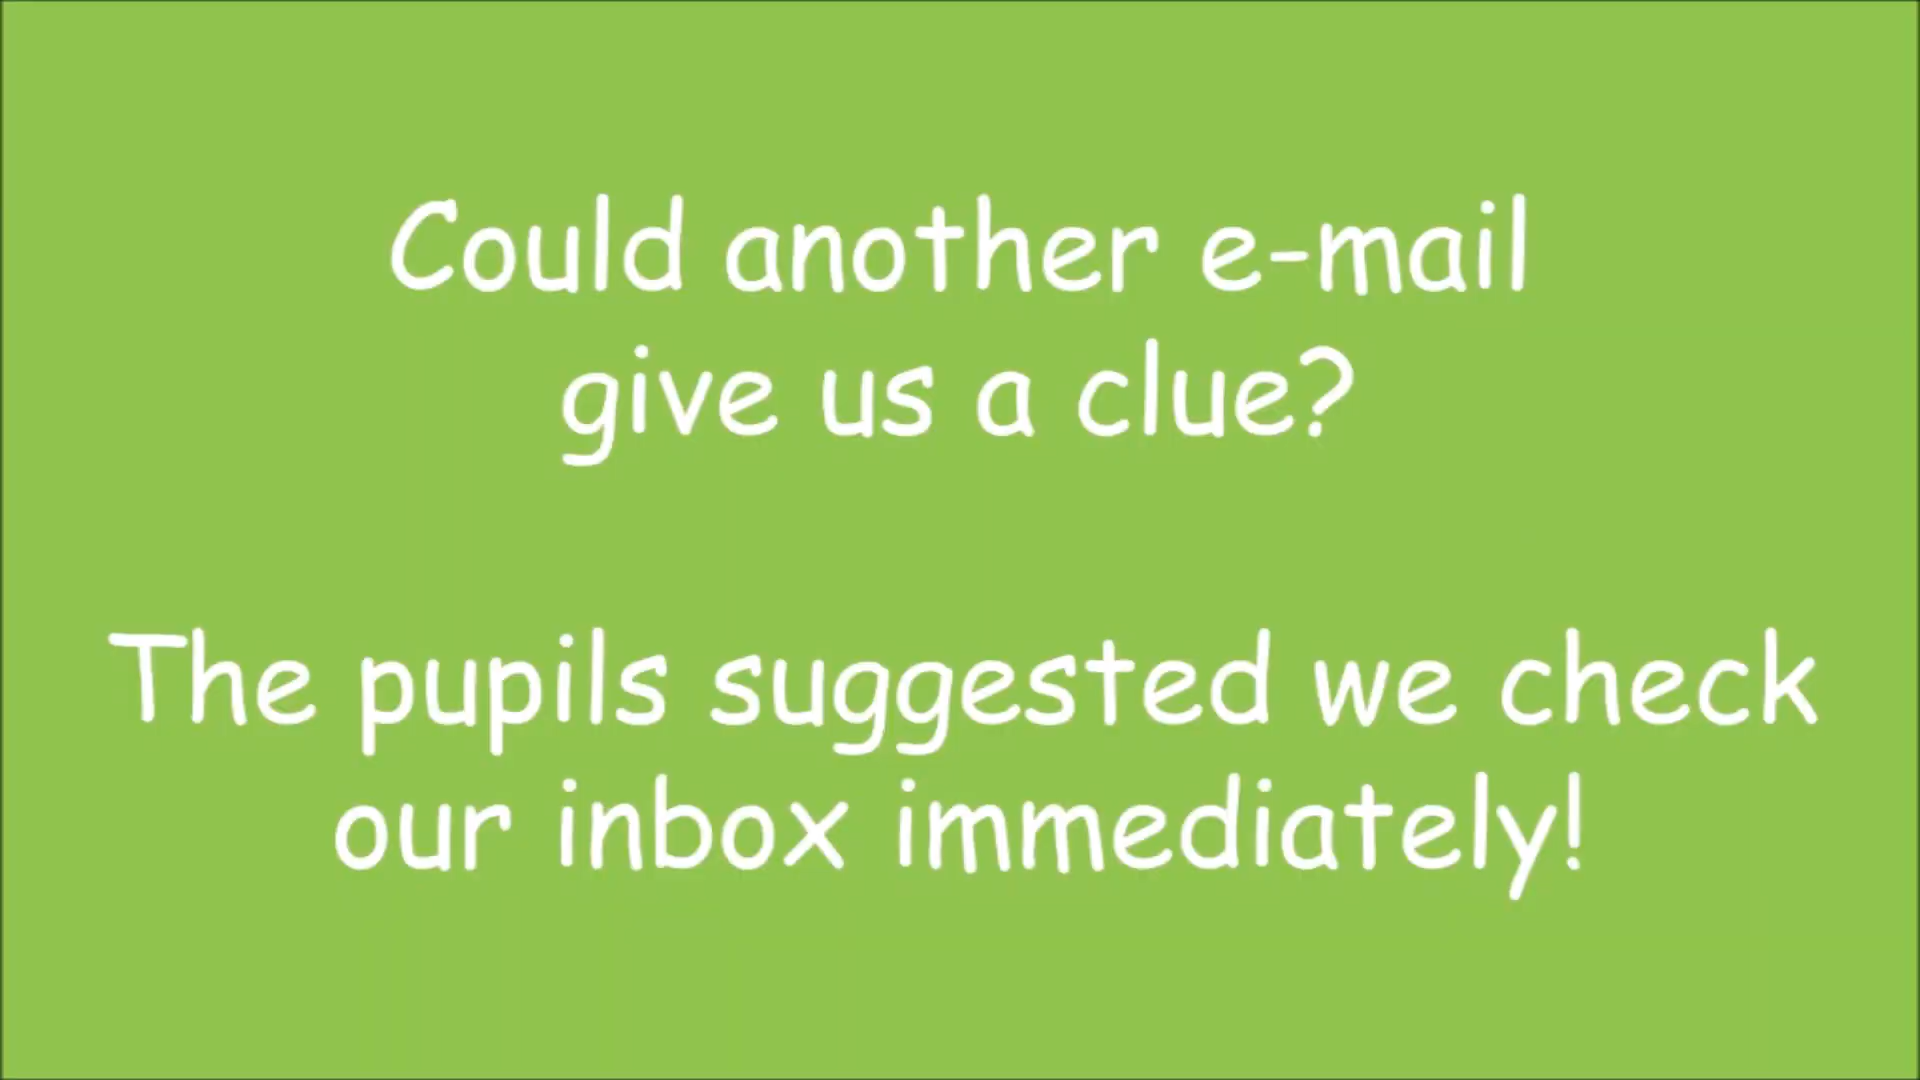 Could another e-mail
give us a clue?
The pupils suggested we check
our inbox immediately!